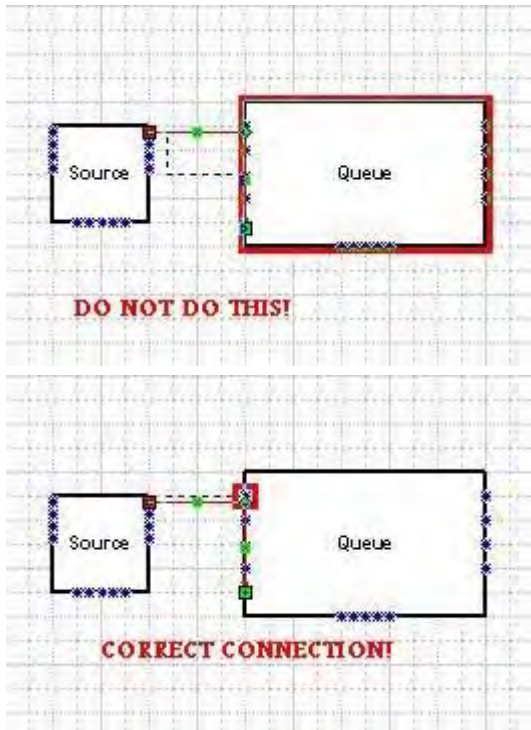 Source
Queue
DO NOT DO THIS!
Source
Queue
CORRECT CONNECTION!